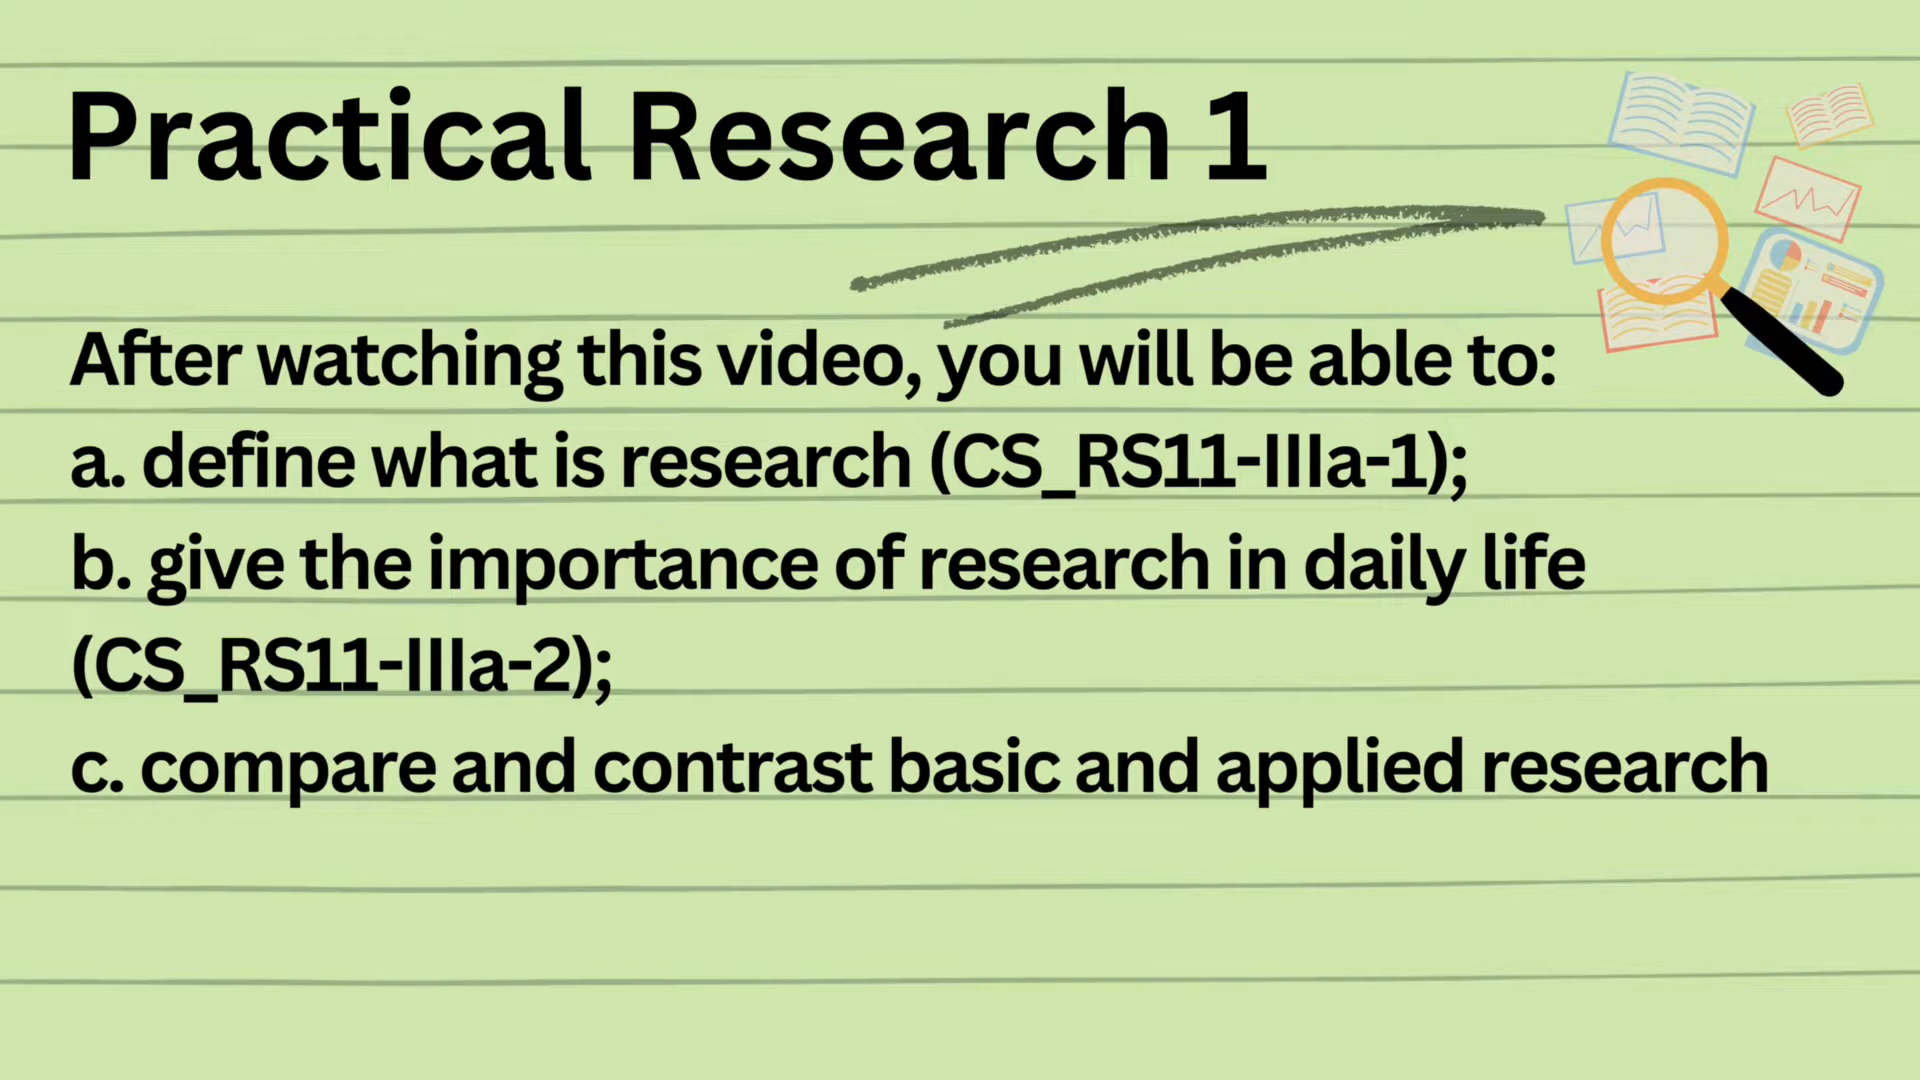 Practical Research 1
After watching this video, you will be able to:
a. define what is research (CS_RS11-IIIa-1);
b. give the importance of research in daily life
(CS_RS11-IIIa-2);
c. compare and contrast basic and applied research